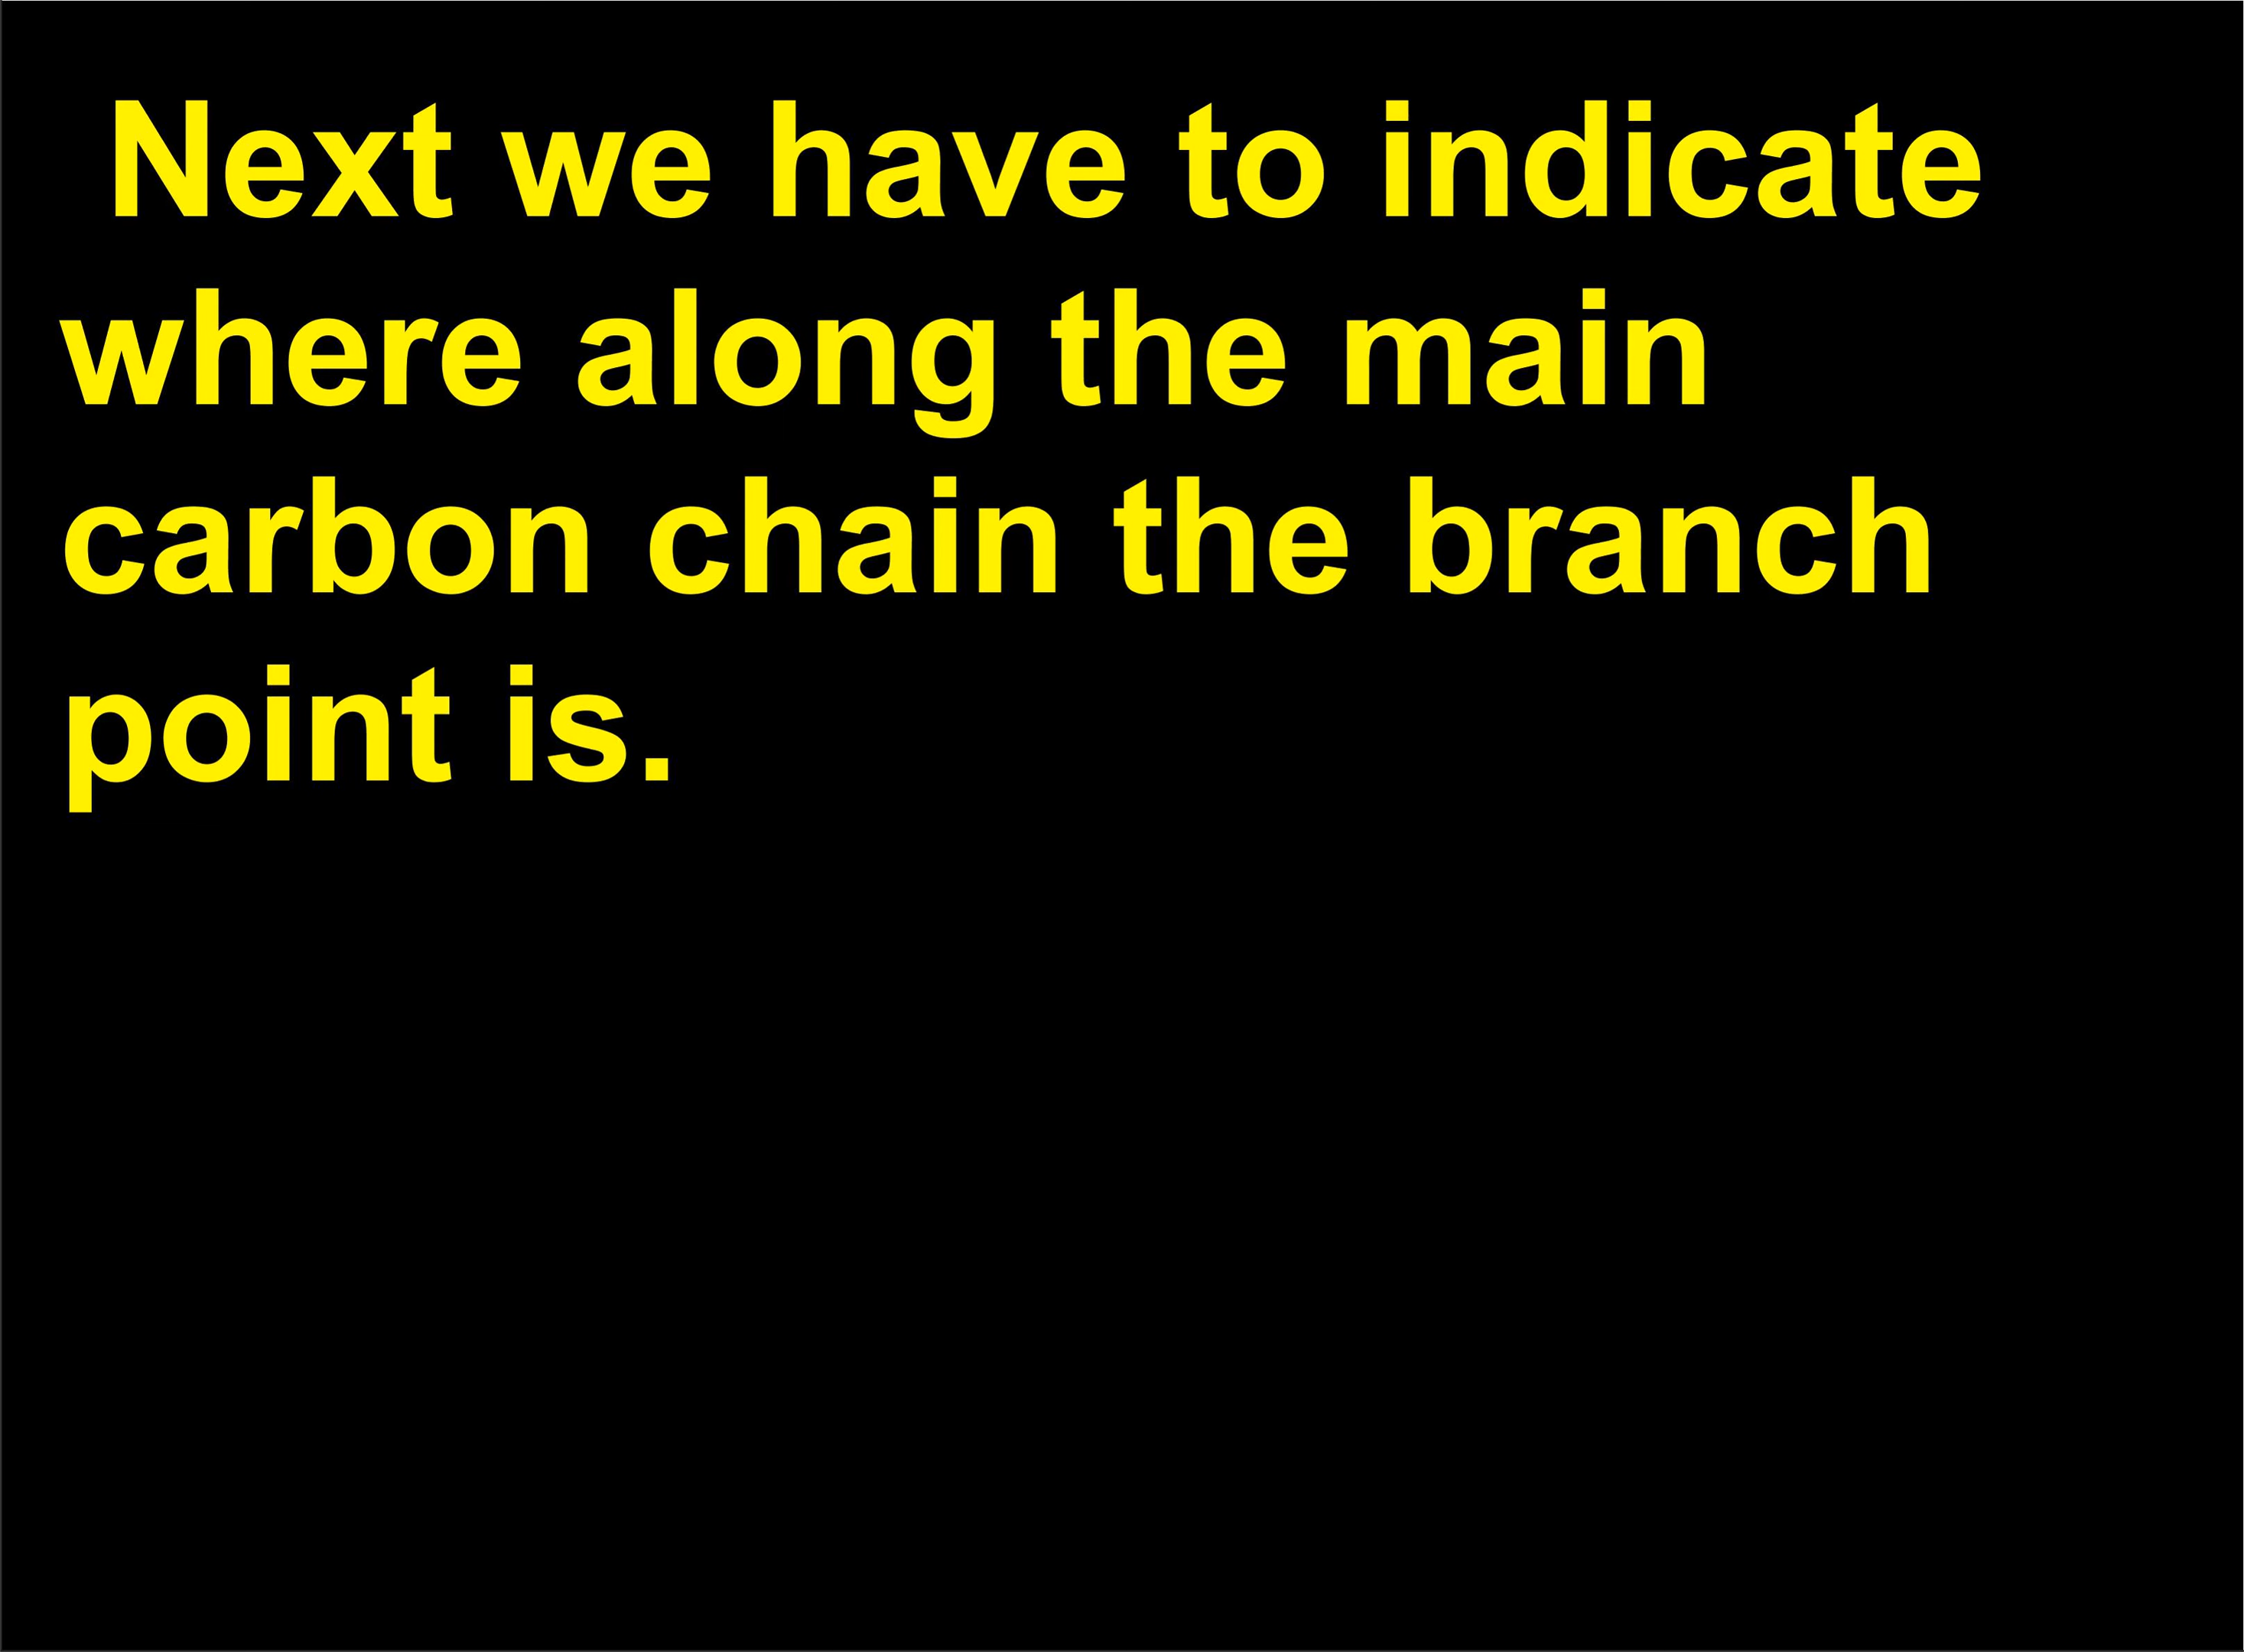 Next we have to indicate
where along the main
carbon chain the branch
point is.